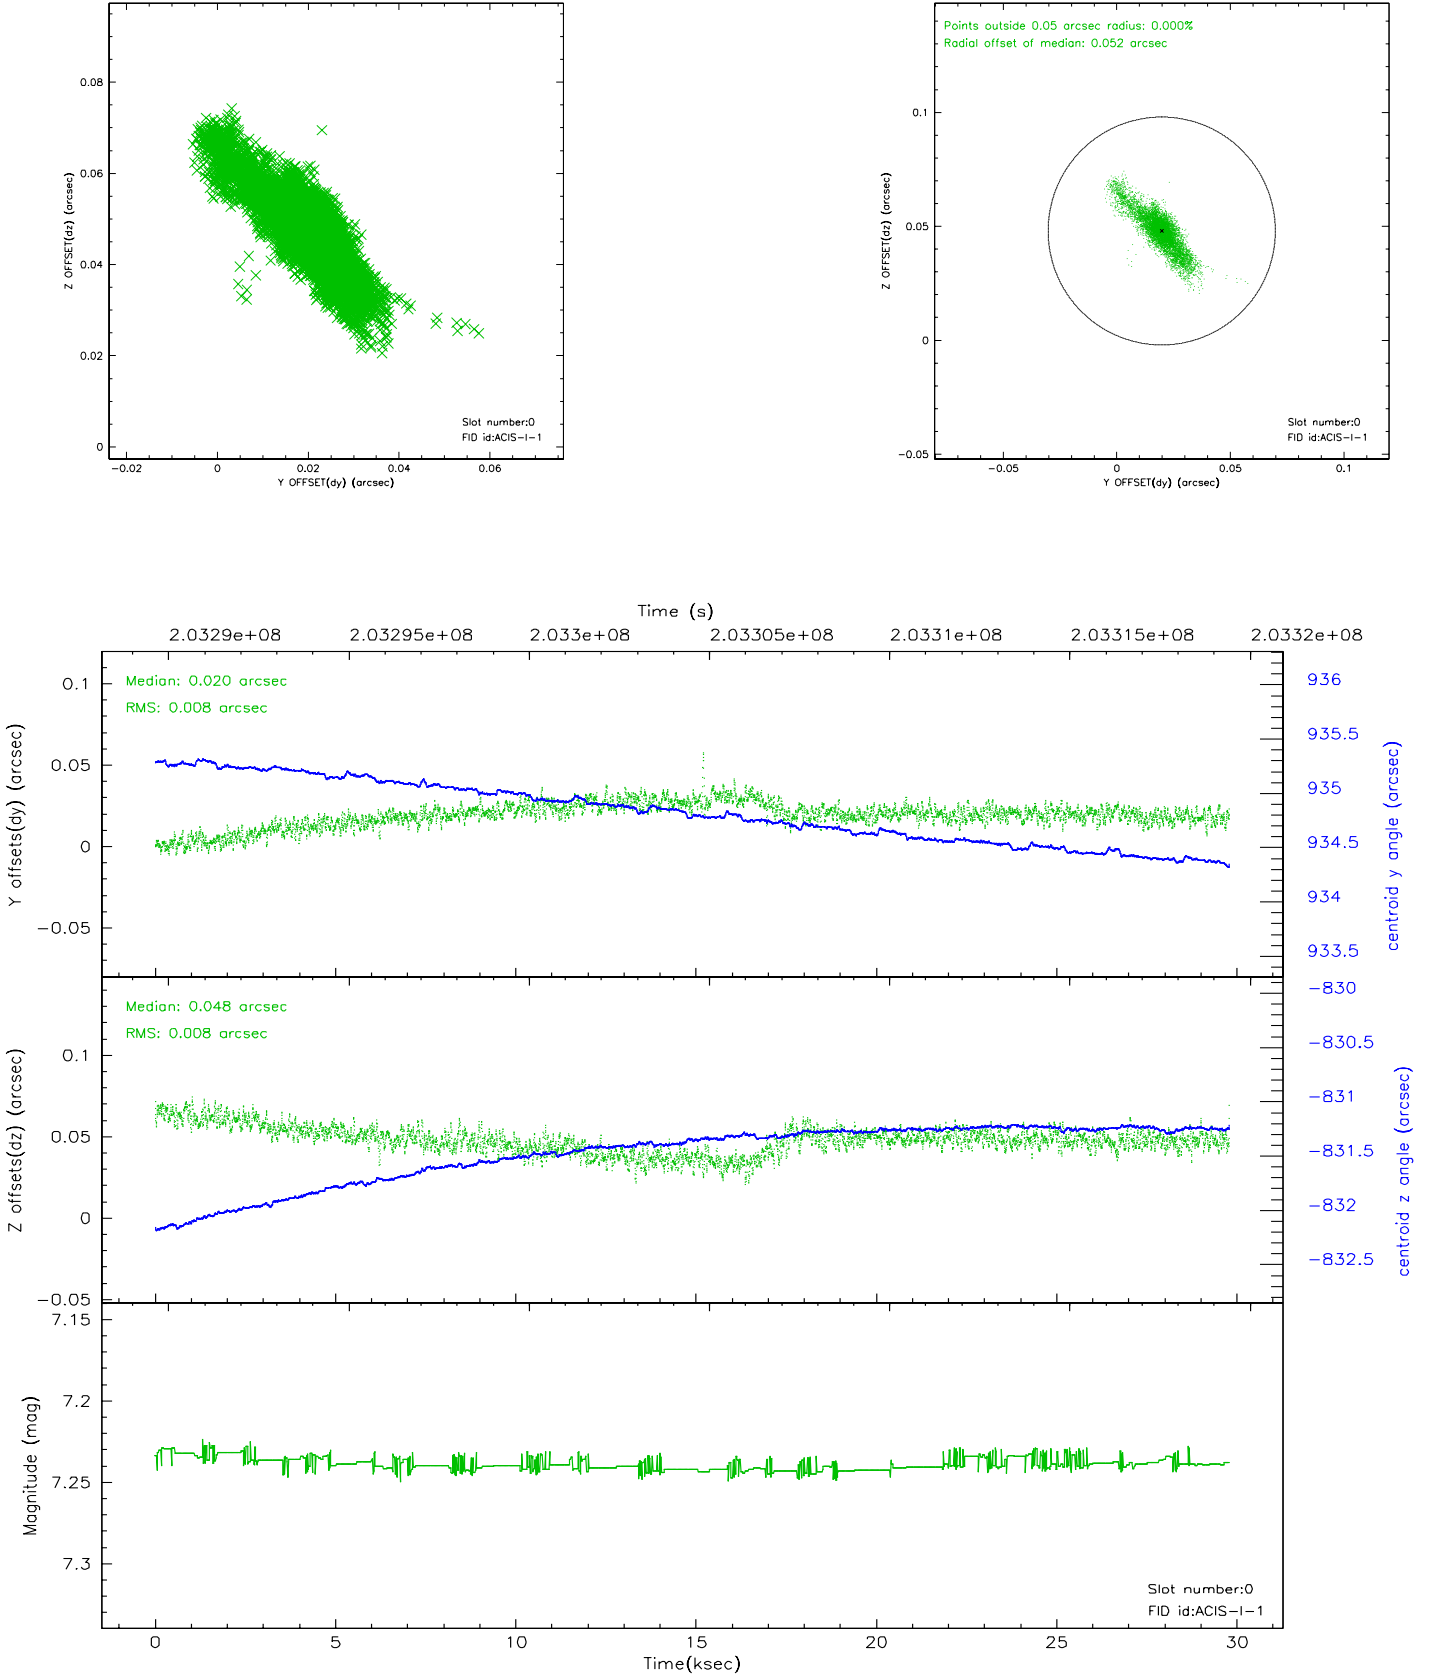 0.08
0.06
0.04
0.02
0
Z OFFSET(dz) (arcsec)
Slot number:0
FID id:ACIS-I-1
-0.02
0
0.02
0.04
0.06
Y OFFSET(dy) (arcsec)
Points outside 0.05 arcsec radius: 0.000%
Radial offset of median: 0.052 arcsec
0.1
0.05
0
-0.05
Z OFFSET(dz) (arcsec)
Slot number:0
FID id:ACIS-I-1
-0.05
0
0.05
0.1
Y OFFSET(dy) (arcsec)
Time (s)
2.0329e+08
2.03295e+08
2.033e+08
2.03305e+08
2.0331e+08
2.03315e+08
2.0332e+08
Median: 0.020 arcsec
RMS: 0.008 arcsec
0.1
0.05
0
-0.05
Y offsets(dy) (arcsec)
936
935.5
935
934.5
934
933.5
centroid y angle (arcsec)
Median: 0.048 arcsec
RMS: 0.008 arcsec
0.1
0.05
0
-0.05
Z offsets(dz) (arcsec)
-830
-830.5
-831
-831.5
-832
-832.5
centroid z angle (arcsec)
7.15
7.2
7.25
7.3
Magnitude (mag)
Slot number:0
FID id:ACIS-I-1
0
5
10
15
20
25
30
Time(ksec)